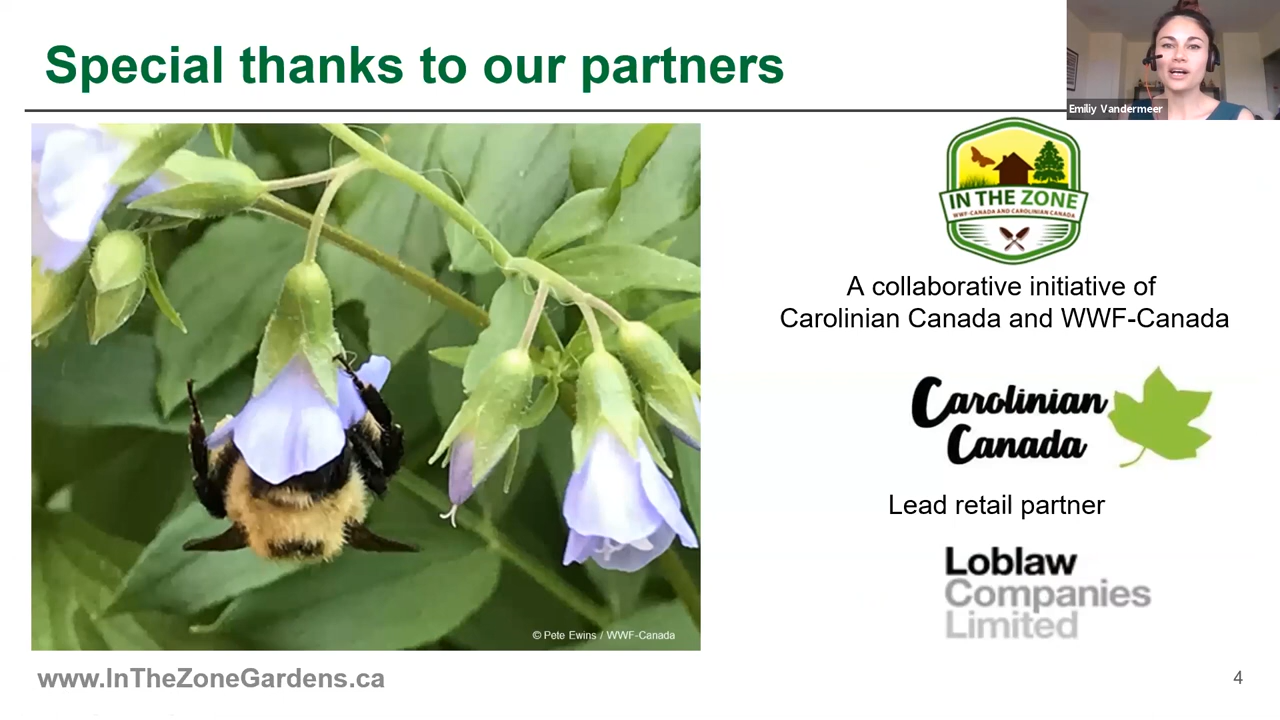 Special thanks to our partners
Emiliy Vandermeer
IN THE ZONE
WWF-CANADA AND CAROLINIAN CANADA
A collaborative initiative of
Carolinian Canada and WWF-Canada
Carolinian
Canada
Lead retail partner
Loblaw
Companies
Limited
© Pete Ewins / WWF-Canada
www.InTheZoneGardens.ca
4